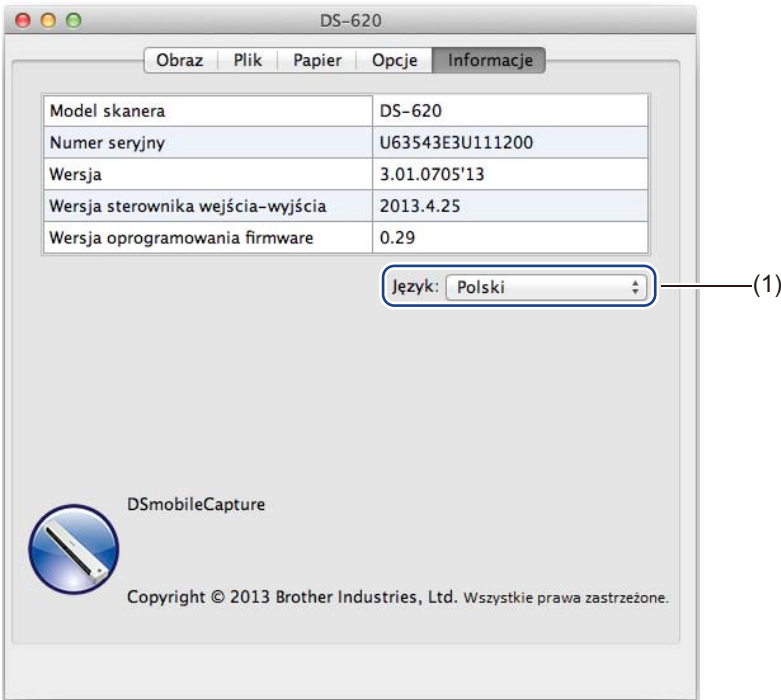 DS-620
Obraz Plik Papier Opcje Informacje
Model skanera DS-620
Numer seryjny U63543E3U111200
Wersja 3.01.0705'13
Wersja sterownika wejścia-wyjścia 2013.4.25
Wersja oprogramowania firmware 0.29
Język: Polski (1)
DSmobileCapture
Copyright © 2013 Brother Industries, Ltd. Wszystkie prawa zastrzeżone.